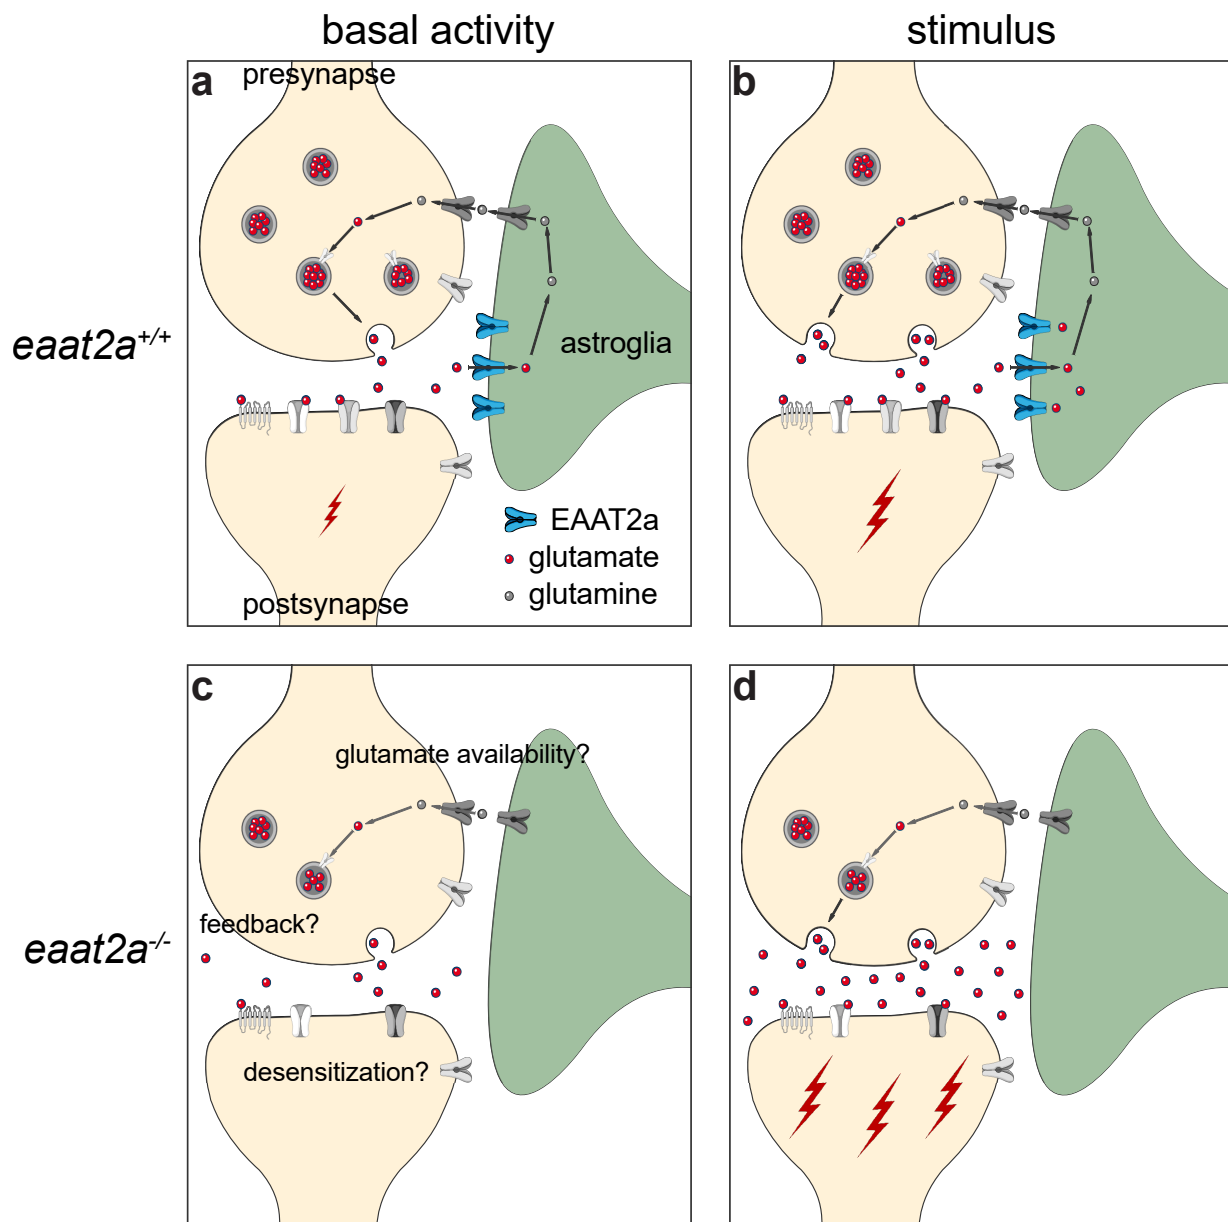 basal activity
stimulus
a
presynapse
b
eaat2a+/+
astroglia
EAAT2a
glutamate
glutamine
postsynapse
c
d
glutamate availability?
feedback?
eaat2a-/-
desensitization?